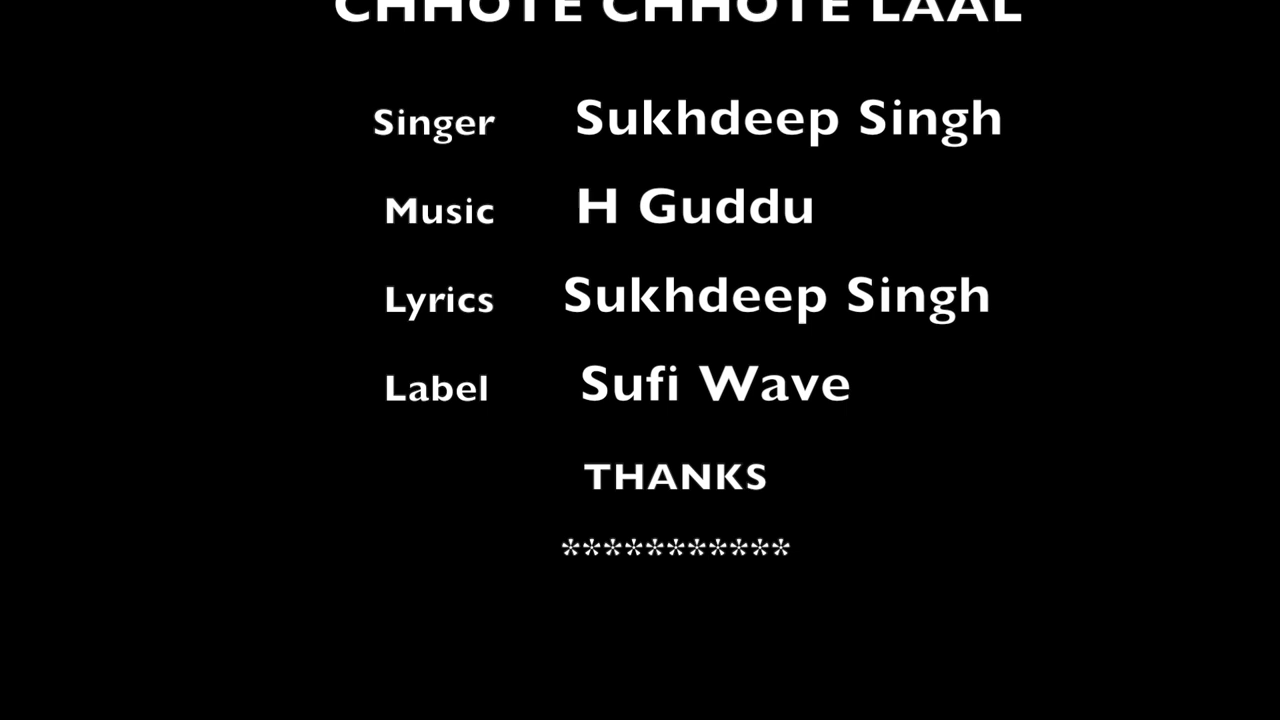 CHHOTE CHHOTE LAAL
Singer Sukhdeep Singh
Music H Guddu
Lyrics Sukhdeep Singh
Label Sufi Wave
THANKS
***********